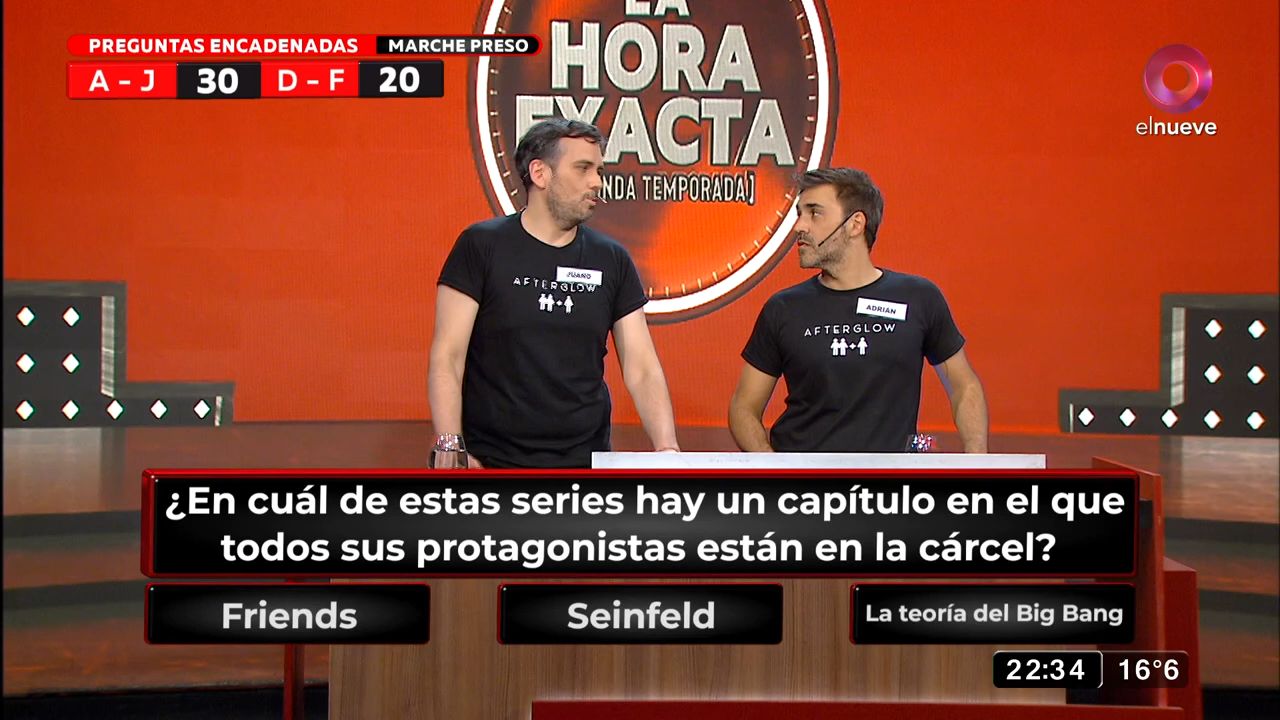 PREGUNTAS ENCADENADAS MARCHE PRESO
A - J 30 D - F 20
LA
HORA
EXACTA
NDA TEMPORADA]
elnueve
JUANO
AFTERGLOW
ADRIÁN
AFTERGLOW
¿En cuál de estas series hay un capítulo en el que
todos sus protagonistas están en la cárcel?
Friends
Seinfeld
La teoría del Big Bang
22:34 16°6